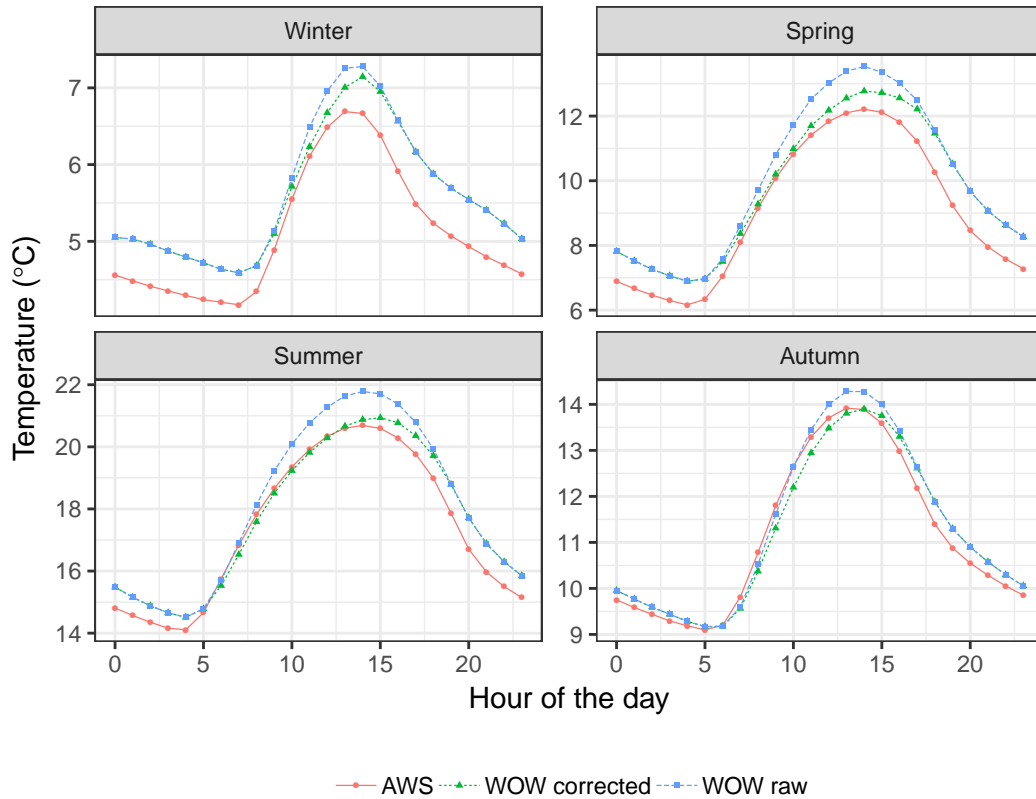 Winter
Spring
7
6
5
12
10
8
6
Summer
Autumn
22
20
18
16
14
14
13
12
11
10
9
0 5 10 15 20
0 5 10 15 20
Temperature (°C)
Hour of the day
AWS WOW corrected WOW raw